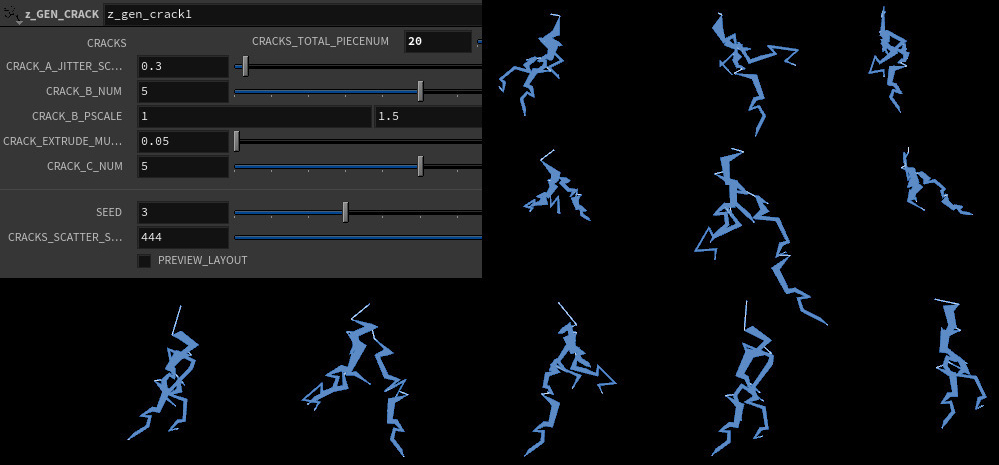 z_GEN_CRACK z_gen_crack1
CRACKS CRACKS_TOTAL_PIECENUM 20
CRACK_A_JITTER_SC... 0.3
CRACK_B_NUM 5
CRACK_B_PSCALE 1 1.5
CRACK_EXTRUDE_MU... 0.05
CRACK_C_NUM 5
SEED 3
CRACKS_SCATTER_S... 444
PREVIEW_LAYOUT